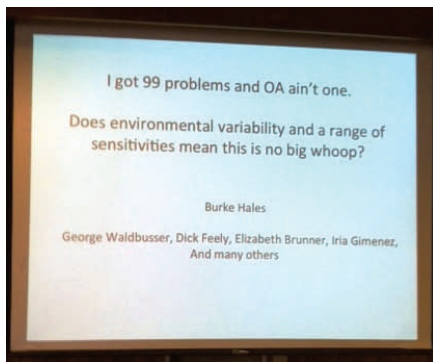 I got 99 problems and OA ain't one.
Does environmental variability and a range of
sensitivities mean this is no big whoop?
Burke Hales
George Waldbusser, Dick Feely, Elizabeth Brunner, Iria Gimenez,
And many others